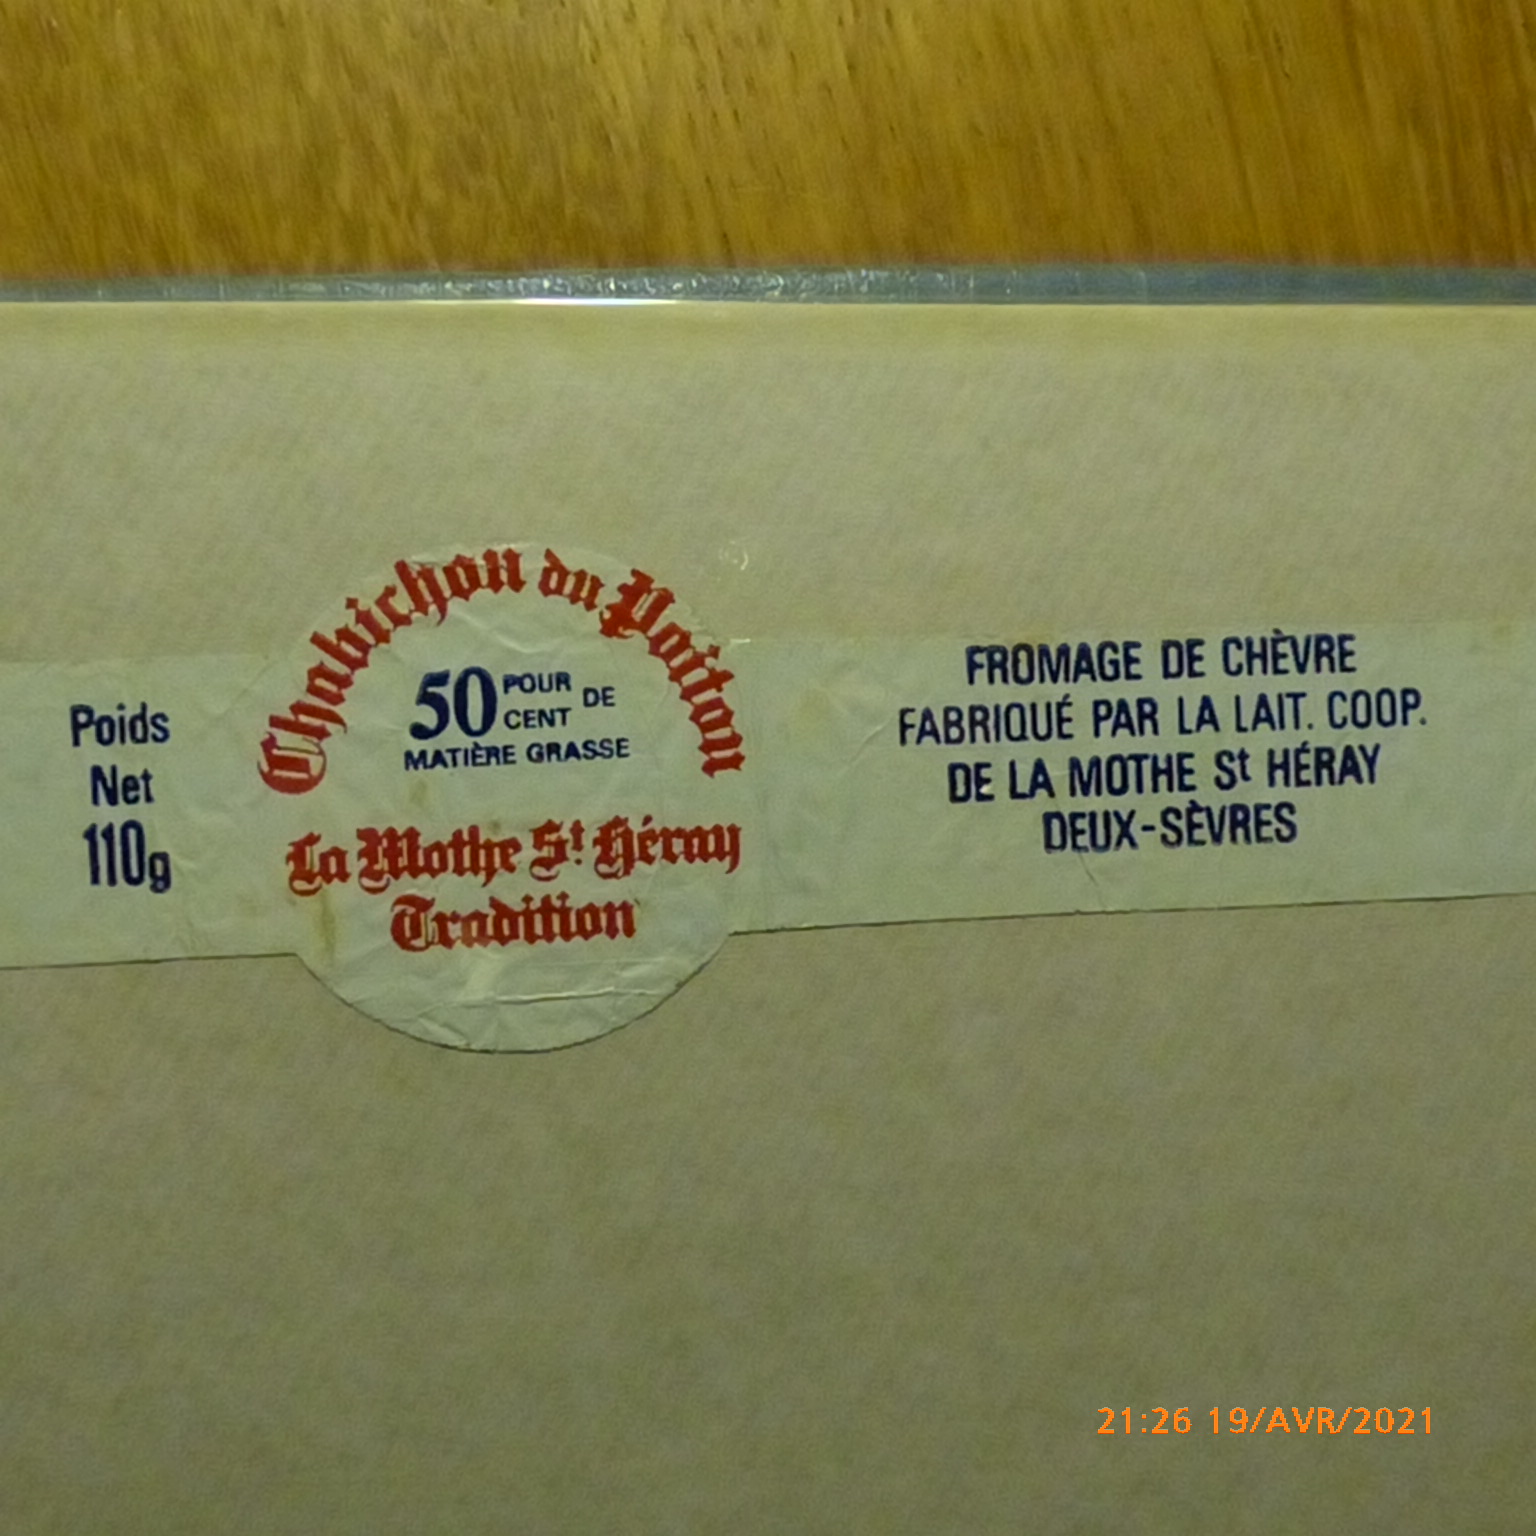 Poids
Net
110g
Chabichon du Poitou
50 POUR CENT DE
MATIÈRE GRASSE
La Mothe St Héray
Tradition
FROMAGE DE CHÈVRE
FABRIQUÉ PAR LA LAIT. COOP.
DE LA MOTHE St HÉRAY
DEUX-SÈVRES
21:26 19/AVR/2021